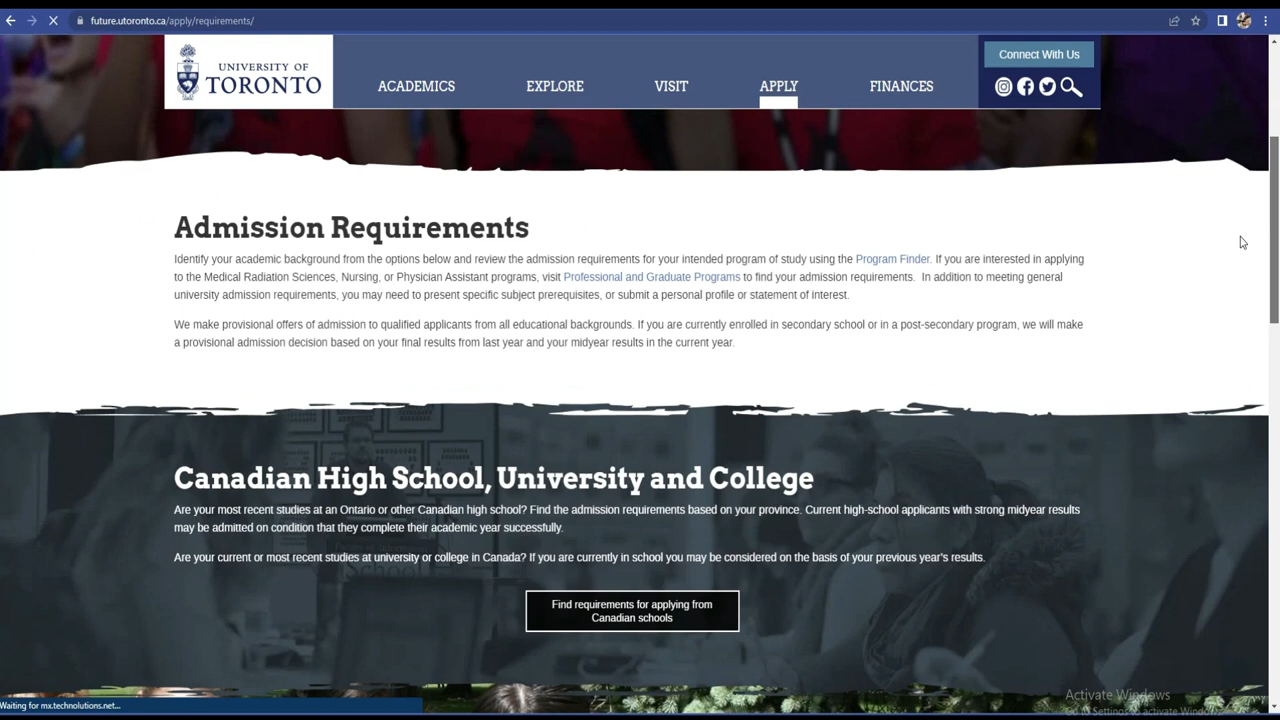 future.utoronto.ca/apply/requirements/
Connect With Us
UNIVERSITY OF
TORONTO
ACADEMICS EXPLORE VISIT APPLY FINANCES
Admission Requirements
Identify your academic background from the options below and review the admission requirements for your intended program of study using the Program Finder. If you are interested in applying
to the Medical Radiation Sciences, Nursing, or Physician Assistant programs, visit Professional and Graduate Programs to find your admission requirements. In addition to meeting general
university admission requirements, you may need to present specific subject prerequisites, or submit a personal profile or statement of interest.
We make provisional offers of admission to qualified applicants from all educational backgrounds. If you are currently enrolled in secondary school or in a post-secondary program, we will make
a provisional admission decision based on your final results from last year and your midyear results in the current year.
Canadian High School, University and College
Are your most recent studies at an Ontario or other Canadian high school? Find the admission requirements based on your province. Current high-school applicants with strong midyear results
may be admitted on condition that they complete their academic year successfully.
Are your current or most recent studies at university or college in Canada? If you are currently in school you may be considered on the basis of your previous year's results.
Find requirements for applying from
Canadian schools
Activate Windows
Go to Settings to activate Windows.
Waiting for mx.technolutions.net...